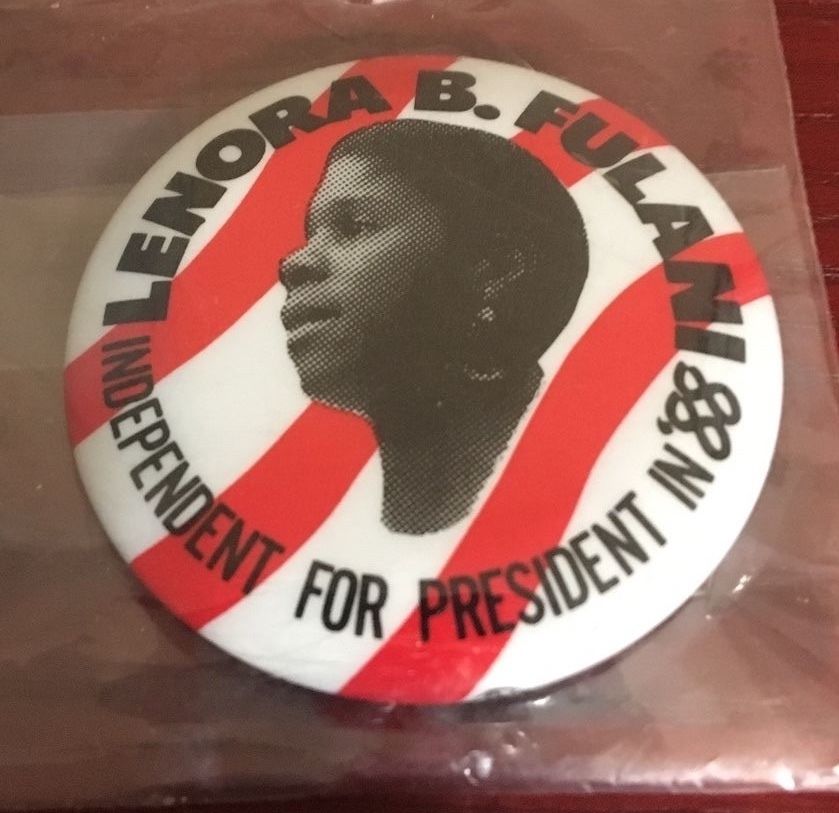 LENORA B. FULANI
INDEPENDENT FOR PRESIDENT IN '88